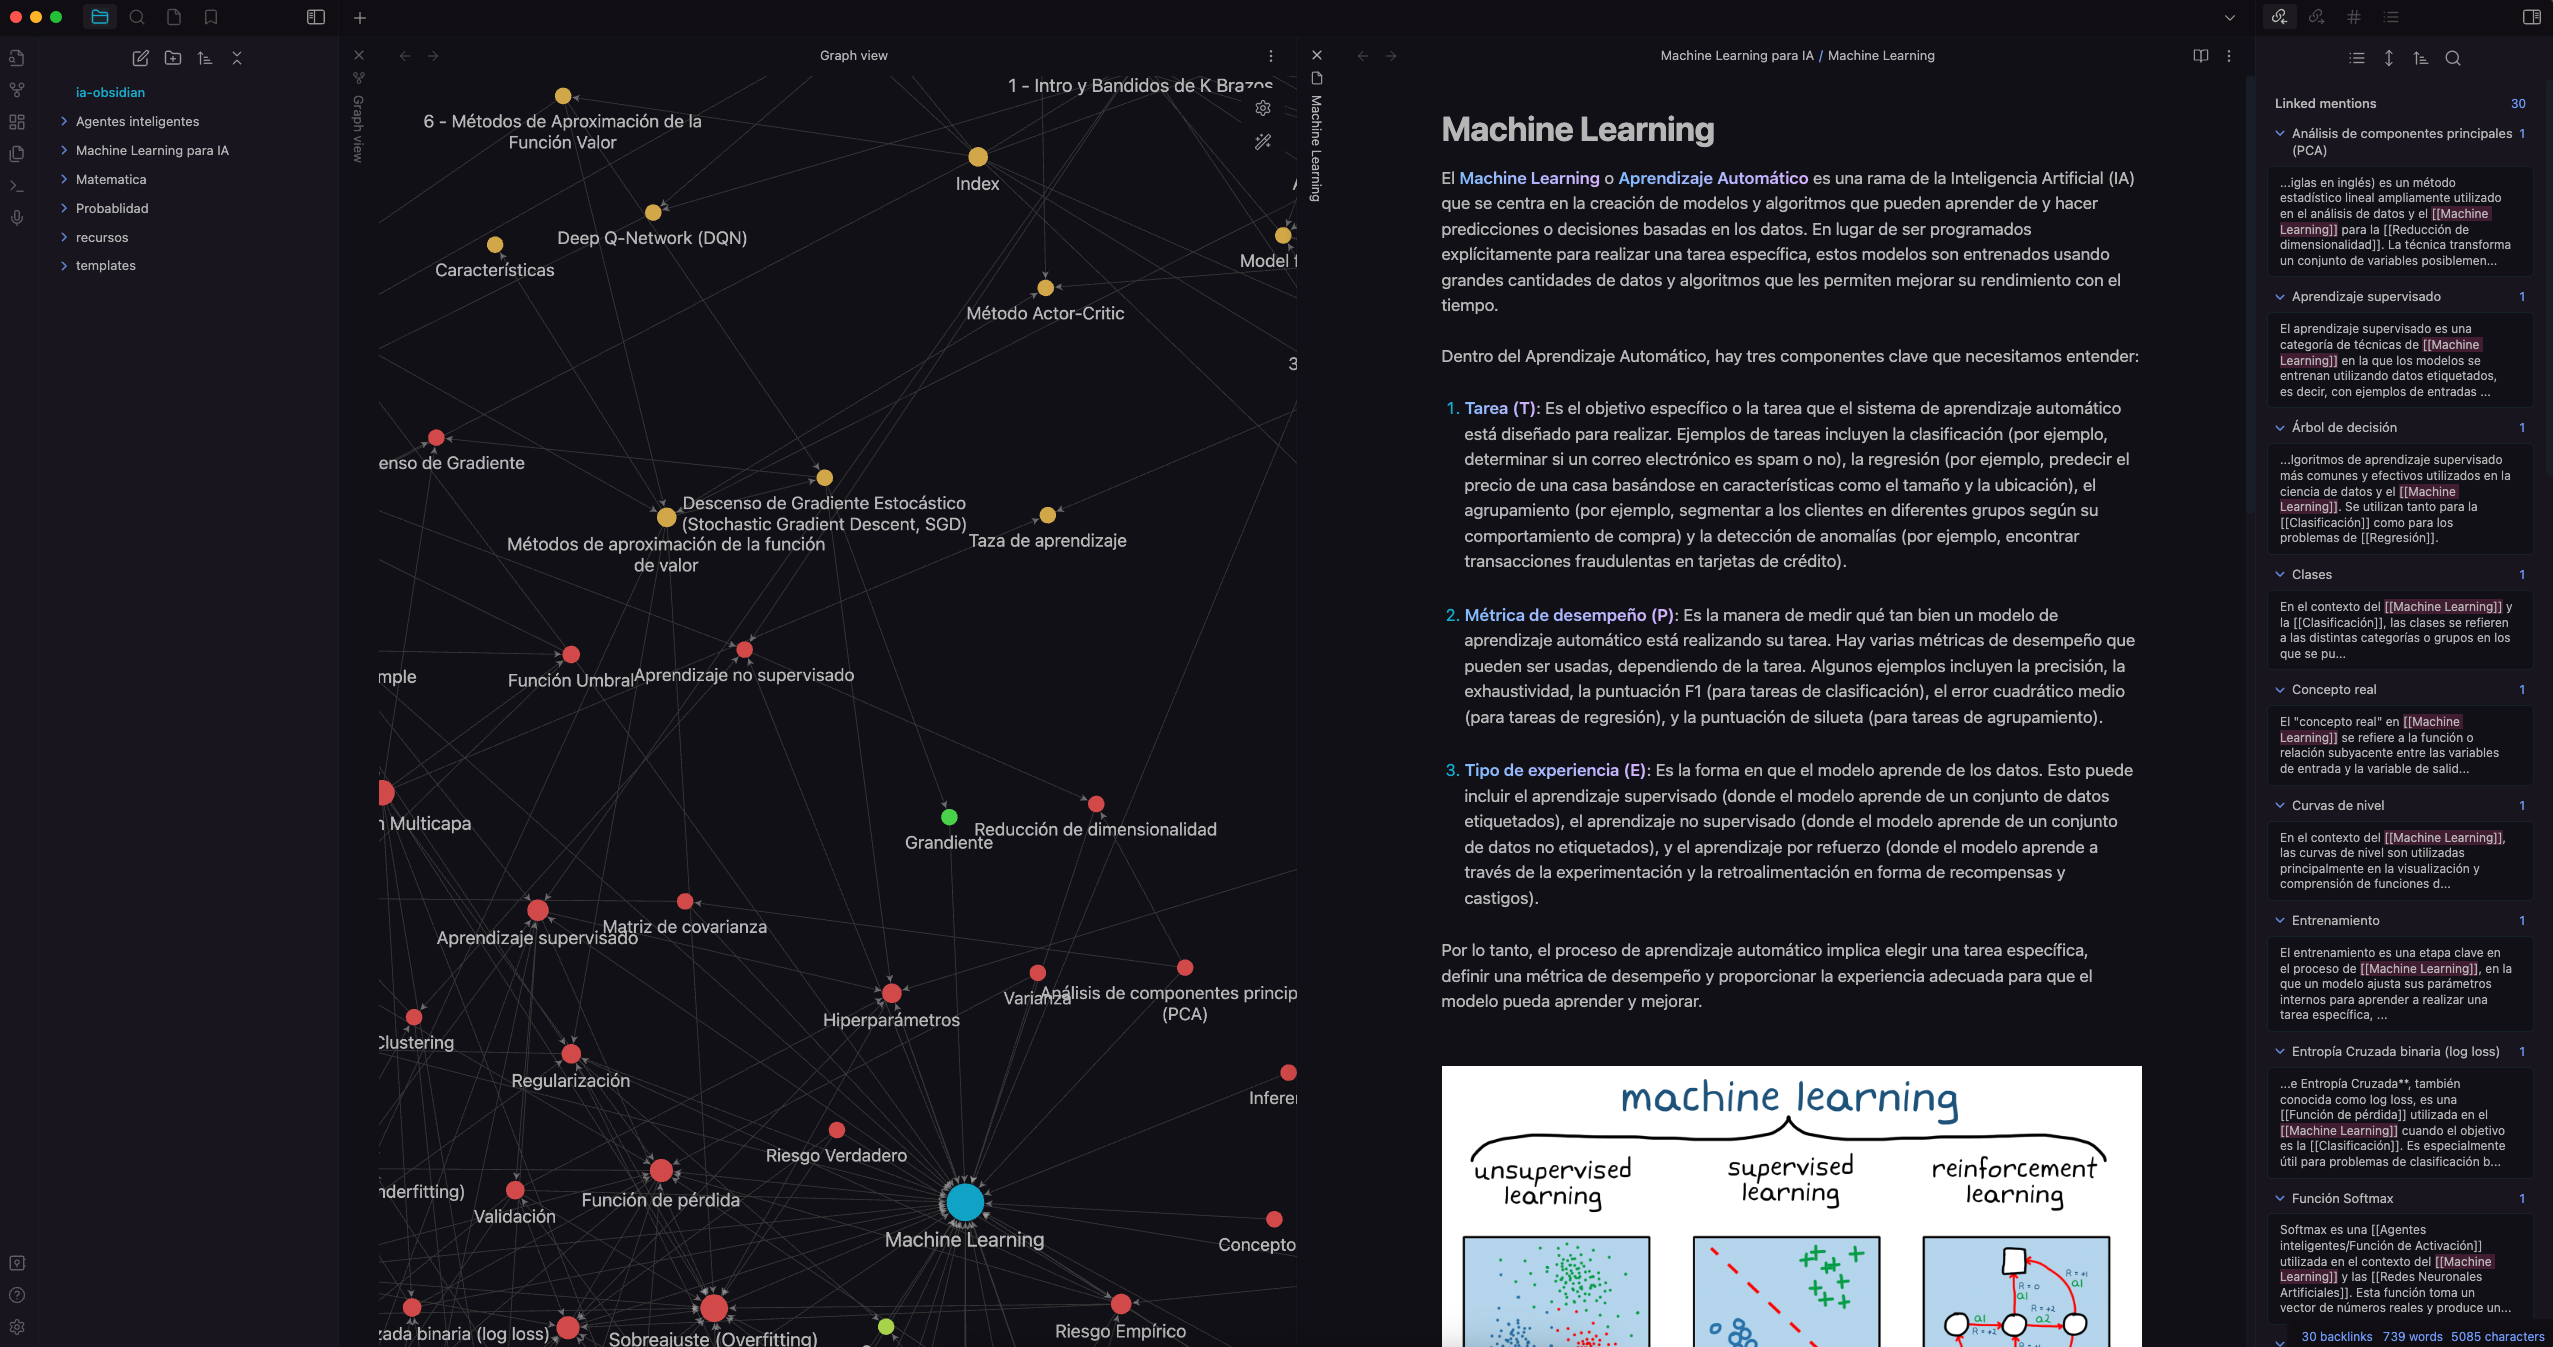 ia-obsidian
Agentes inteligentes
Machine Learning para IA
Matematica
Probablidad
recursos
templates
Graph view
Graph view
1 - Intro y Bandidos de K Brazos
6 - Métodos de Aproximación de la
Función Valor
Index
Deep Q-Network (DQN)
Características
Model f
Método Actor-Critic
3
enso de Gradiente
Descenso de Gradiente Estocástico
(Stochastic Gradient Descent, SGD)
Taza de aprendizaje
Métodos de aproximación de la función
de valor
mple
Función Umbral
Aprendizaje no supervisado
n Multicapa
Grandiente
Reducción de dimensionalidad
Aprendizaje supervisado
Matriz de covarianza
Varianza
Análisis de componentes princip
(PCA)
Hiperparámetros
Clustering
Regularización
Inferen
Riesgo Verdadero
nderfitting)
Función de pérdida
Validación
Machine Learning
Concepto
zada binaria (log loss)
Sobreajuste (Overfitting)
Riesgo Empírico
Machine Learning
Machine Learning para IA / Machine Learning
Machine Learning
El Machine Learning o Aprendizaje Automático es una rama de la Inteligencia Artificial (IA)
que se centra en la creación de modelos y algoritmos que pueden aprender de y hacer
predicciones o decisiones basadas en los datos. En lugar de ser programados
explícitamente para realizar una tarea específica, estos modelos son entrenados usando
grandes cantidades de datos y algoritmos que les permiten mejorar su rendimiento con el
tiempo.
Dentro del Aprendizaje Automático, hay tres componentes clave que necesitamos entender:
1. Tarea (T): Es el objetivo específico o la tarea que el sistema de aprendizaje automático
está diseñado para realizar. Ejemplos de tareas incluyen la clasificación (por ejemplo,
determinar si un correo electrónico es spam o no), la regresión (por ejemplo, predecir el
precio de una casa basándose en características como el tamaño y la ubicación), el
agrupamiento (por ejemplo, segmentar a los clientes en diferentes grupos según su
comportamiento de compra) y la detección de anomalías (por ejemplo, encontrar
transacciones fraudulentas en tarjetas de crédito).
2. Métrica de desempeño (P): Es la manera de medir qué tan bien un modelo de
aprendizaje automático está realizando su tarea. Hay varias métricas de desempeño que
pueden ser usadas, dependiendo de la tarea. Algunos ejemplos incluyen la precisión, la
exhaustividad, la puntuación F1 (para tareas de clasificación), el error cuadrático medio
(para tareas de regresión), y la puntuación de silueta (para tareas de agrupamiento).
3. Tipo de experiencia (E): Es la forma en que el modelo aprende de los datos. Esto puede
incluir el aprendizaje supervisado (donde el modelo aprende de un conjunto de datos
etiquetados), el aprendizaje no supervisado (donde el modelo aprende de un conjunto
de datos no etiquetados), y el aprendizaje por refuerzo (donde el modelo aprende a
través de la experimentación y la retroalimentación en forma de recompensas y
castigos).
Por lo tanto, el proceso de aprendizaje automático implica elegir una tarea específica,
definir una métrica de desempeño y proporcionar la experiencia adecuada para que el
modelo pueda aprender y mejorar.
machine learning
unsupervised
learning
supervised
learning
reinforcement
learning
R = +1
a1
R = 0
a1
R = +2
a1
a2
R = +2
Linked mentions 30
Análisis de componentes principales 1
(PCA)
...iglas en inglés) es un método
estadístico lineal ampliamente utilizado
en el análisis de datos y el [[Machine
Learning]] para la [[Reducción de
dimensionalidad]]. La técnica transforma
un conjunto de variables posiblemen...
Aprendizaje supervisado 1
El aprendizaje supervisado es una
categoría de técnicas de [[Machine
Learning]] en la que los modelos se
entrenan utilizando datos etiquetados,
es decir, con ejemplos de entradas ...
Árbol de decisión 1
...lgoritmos de aprendizaje supervisado
más comunes y efectivos utilizados en la
ciencia de datos y el [[Machine
Learning]]. Se utilizan tanto para la
[[Clasificación]] como para los
problemas de [[Regresión]].
Clases 1
En el contexto del [[Machine Learning]] y
la [[Clasificación]], las clases se refieren
a las distintas categorías o grupos en los
que se pu...
Concepto real 1
El "concepto real" en [[Machine
Learning]] se refiere a la función o
relación subyacente entre las variables
de entrada y la variable de salid...
Curvas de nivel 1
En el contexto del [[Machine Learning]],
las curvas de nivel son utilizadas
principalmente en la visualización y
comprensión de funciones d...
Entrenamiento 1
El entrenamiento es una etapa clave en
el proceso de [[Machine Learning]], en la
que un modelo ajusta sus parámetros
internos para aprender a realizar una
tarea específica, ...
Entropía Cruzada binaria (log loss) 1
...e Entropía Cruzada**, también
conocida como log loss, es una
[[Función de pérdida]] utilizada en el
[[Machine Learning]] cuando el objetivo
es la [[Clasificación]]. Es especialmente
útil para problemas de clasificación b...
Función Softmax 1
Softmax es una [[Agentes
inteligentes/Función de Activación]]
utilizada en el contexto del [[Machine
Learning]] y las [[Redes Neuronales
Artificiales]]. Esta función toma un
vector de números reales y produce un...
30 backlinks 739 words 5085 characters